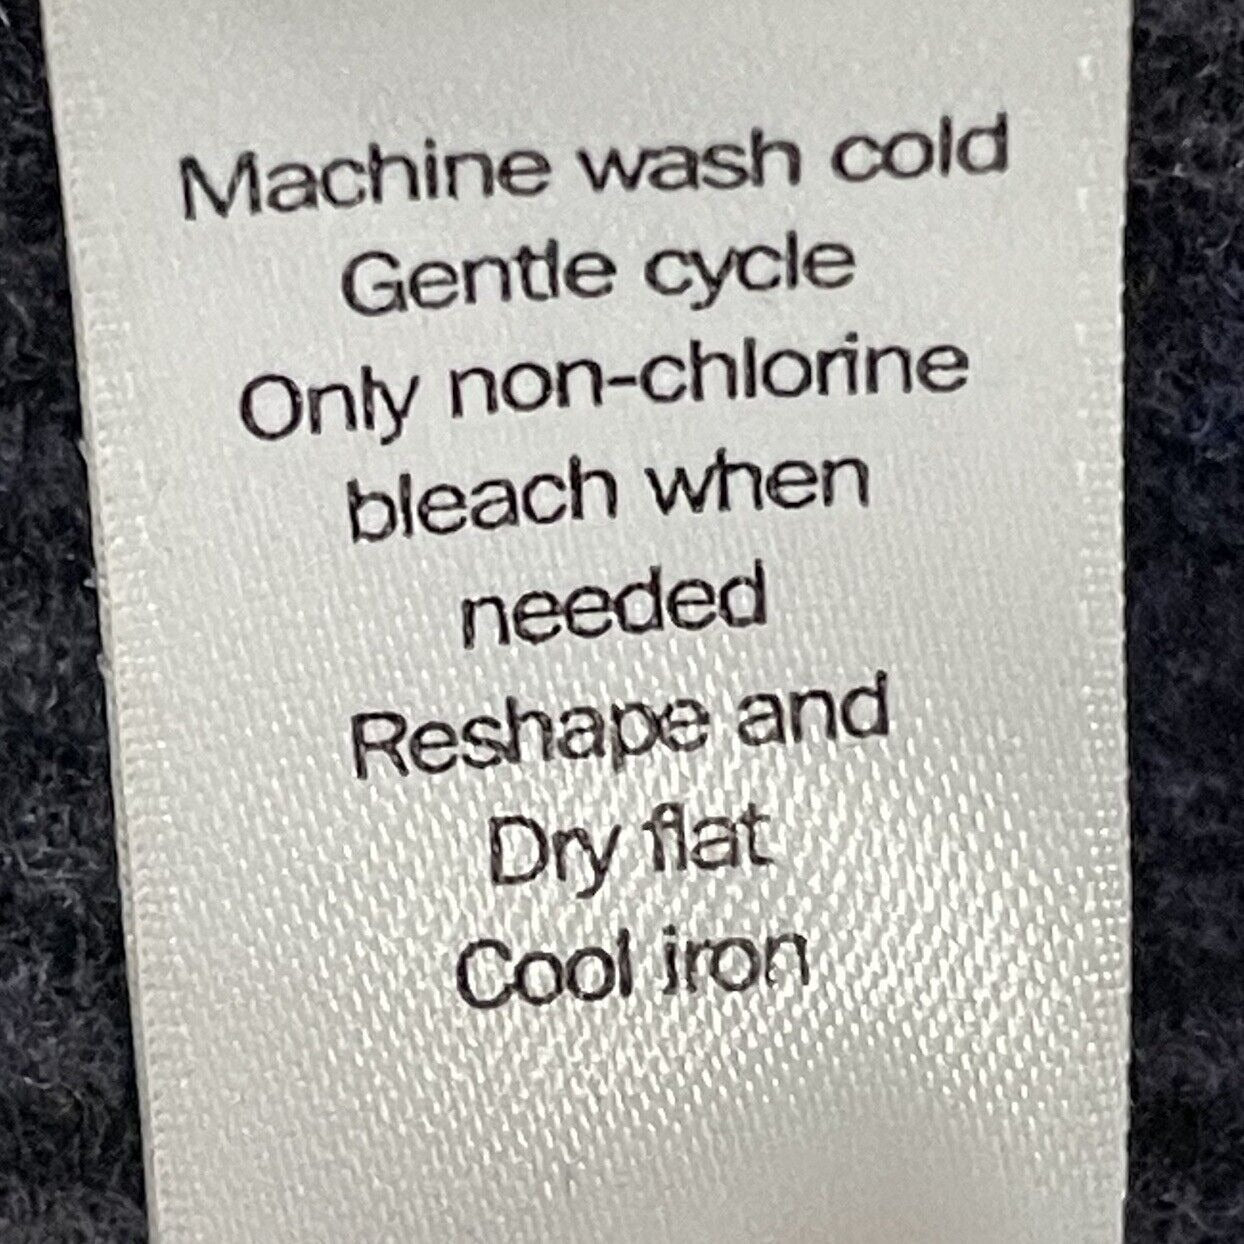 Machine wash cold
Gentle cycle
Only non-chlorine
bleach when
needed
Reshape and
Dry flat
Cool iron